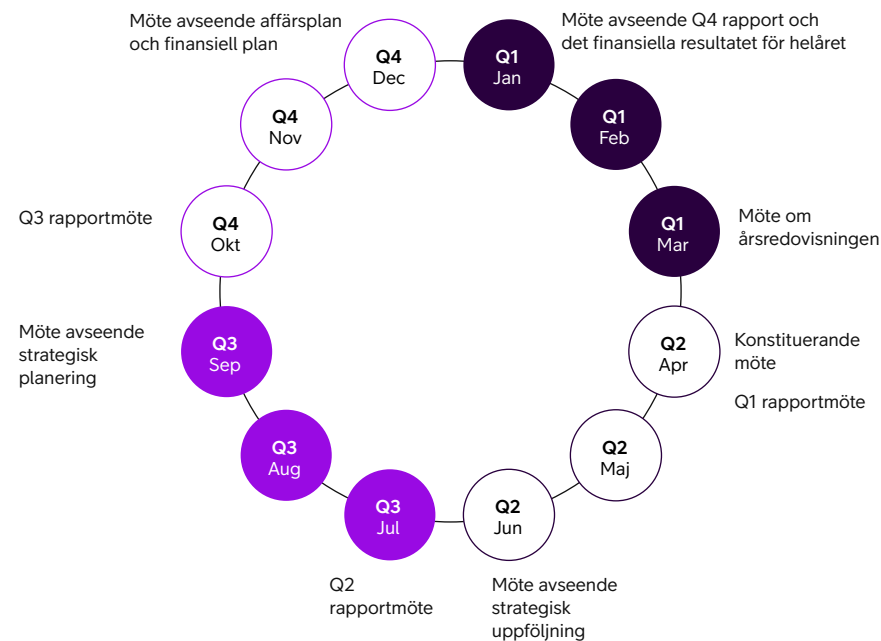 Möte avseende affärsplan
och finansiell plan
Möte avseende Q4 rapport och
det finansiella resultatet för helåret
Q4
Dec
Q1
Jan
Q4
Nov
Q1
Feb
Q3 rapportmöte
Q4
Okt
Q1
Mar
Möte om
årsredovisningen
Möte avseende
strategisk
planering
Q3
Sep
Q2
Apr
Konstituerande
möte
Q1 rapportmöte
Q3
Aug
Q2
Maj
Q3
Jul
Q2
Jun
Q2
rapportmöte
Möte avseende
strategisk
uppföljning